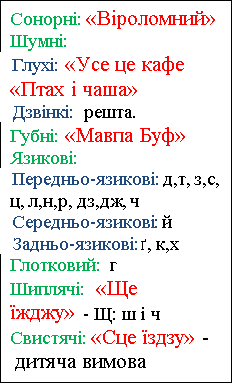 Сонорні: «Віроломний»
Шумні:
Глухі: «Усе це кафе
«Птах і чаша»
Дзвінкі: решта.
Губні: «Мавпа Буф»
Язикові:
Передньо-язикові: д,т, з,с,
ц, л,н,р, дз,дж, ч
Середньо-язикові: й
Задньо-язикові: ґ, к,х
Глотковий: г
Шиплячі: «Ще
їжджу» - Щ: ш і ч
Свистячі: «Сце їздзу» -
дитяча вимова